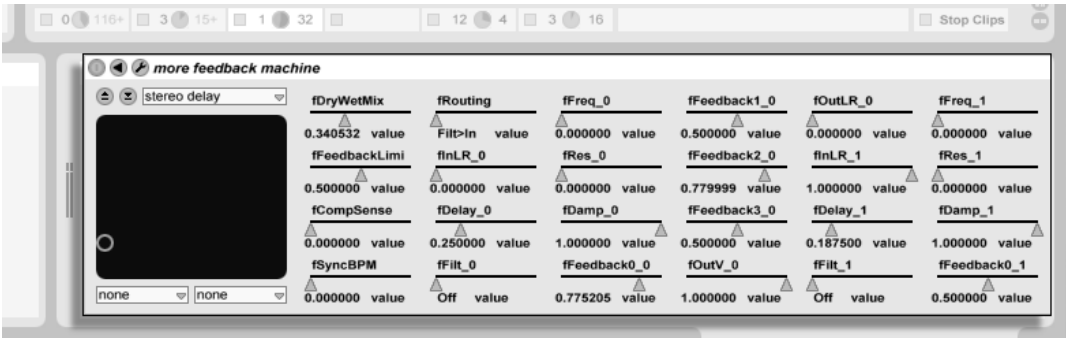 0 116+ 3 15+ 1 32 12 4 3 16 Stop Clips
more feedback machine
stereo delay
fDryWetMix fRouting fFreq_0 fFeedback1_0 fOutLR_0 fFreq_1
0.340532 value Filt>In value 0.000000 value 0.500000 value 0.000000 value 0.000000 value
fFeedbackLimi fInLR_0 fRes_0 fFeedback2_0 fInLR_1 fRes_1
0.500000 value 0.000000 value 0.000000 value 0.779999 value 1.000000 value 0.000000 value
fCompSense fDelay_0 fDamp_0 fFeedback3_0 fDelay_1 fDamp_1
0.000000 value 0.250000 value 1.000000 value 0.500000 value 0.187500 value 1.000000 value
fSyncBPM fFilt_0 fFeedback0_0 fOutV_0 fFilt_1 fFeedback0_1
none none 0.000000 value Off value 0.775205 value 1.000000 value Off value 0.500000 value